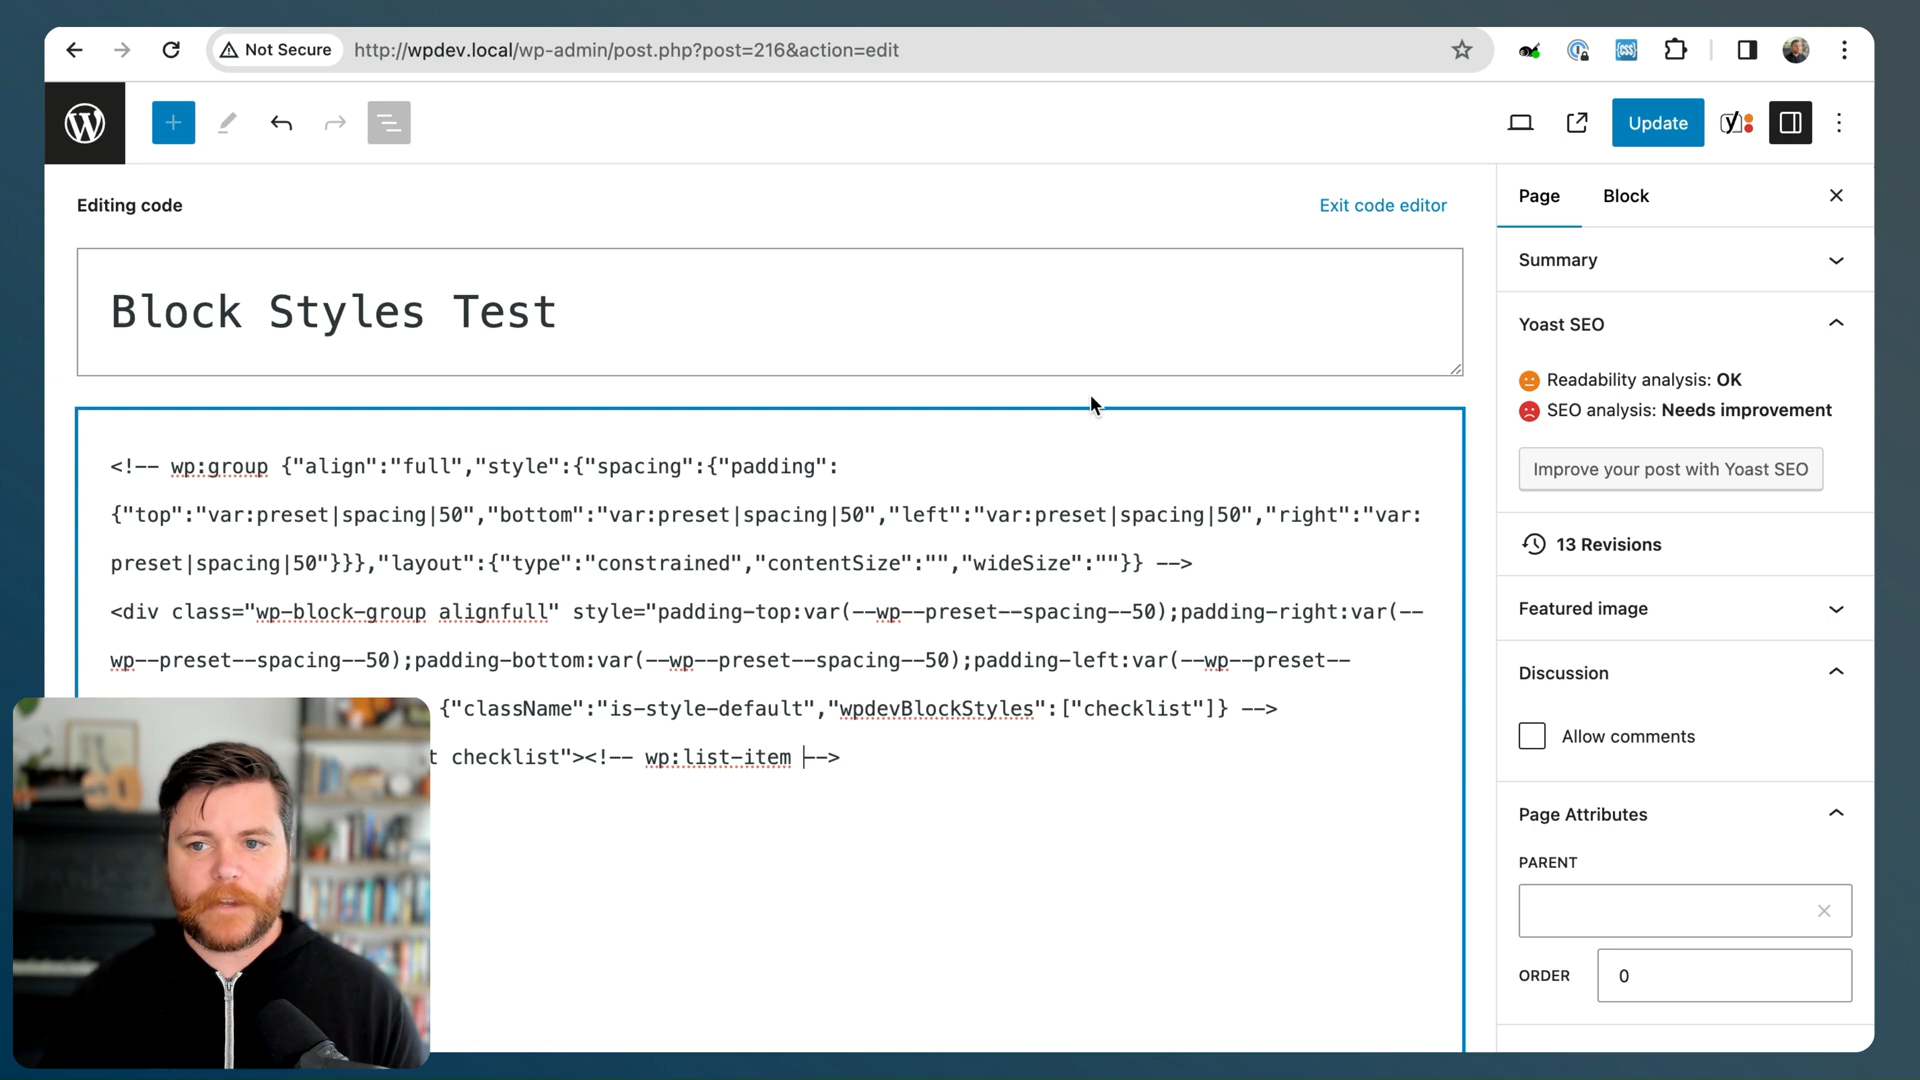 Not Secure
http://wpdev.local/wp-admin/post.php?post=216&action=edit
Update
Editing code
Exit code editor
Block Styles Test
<!-- wp:group {"align":"full","style":{"spacing":{"padding":
{"top":"var:preset|spacing|50","bottom":"var:preset|spacing|50","left":"var:preset|spacing|50","right":"var:
preset|spacing|50"}}},"layout":{"type":"constrained","contentSize":"","wideSize":""}} -->
<div class="wp-block-group alignfull" style="padding-top:var(--wp--preset--spacing--50);padding-right:var(--
wp--preset--spacing--50);padding-bottom:var(--wp--preset--spacing--50);padding-left:var(--wp--preset--
{"className":"is-style-default","wpdevBlockStyles":["checklist"]} -->
t checklist"><!-- wp:list-item -->
Page
Block
Summary
Yoast SEO
Readability analysis: OK
SEO analysis: Needs improvement
Improve your post with Yoast SEO
13 Revisions
Featured image
Discussion
Allow comments
Page Attributes
PARENT
ORDER
0